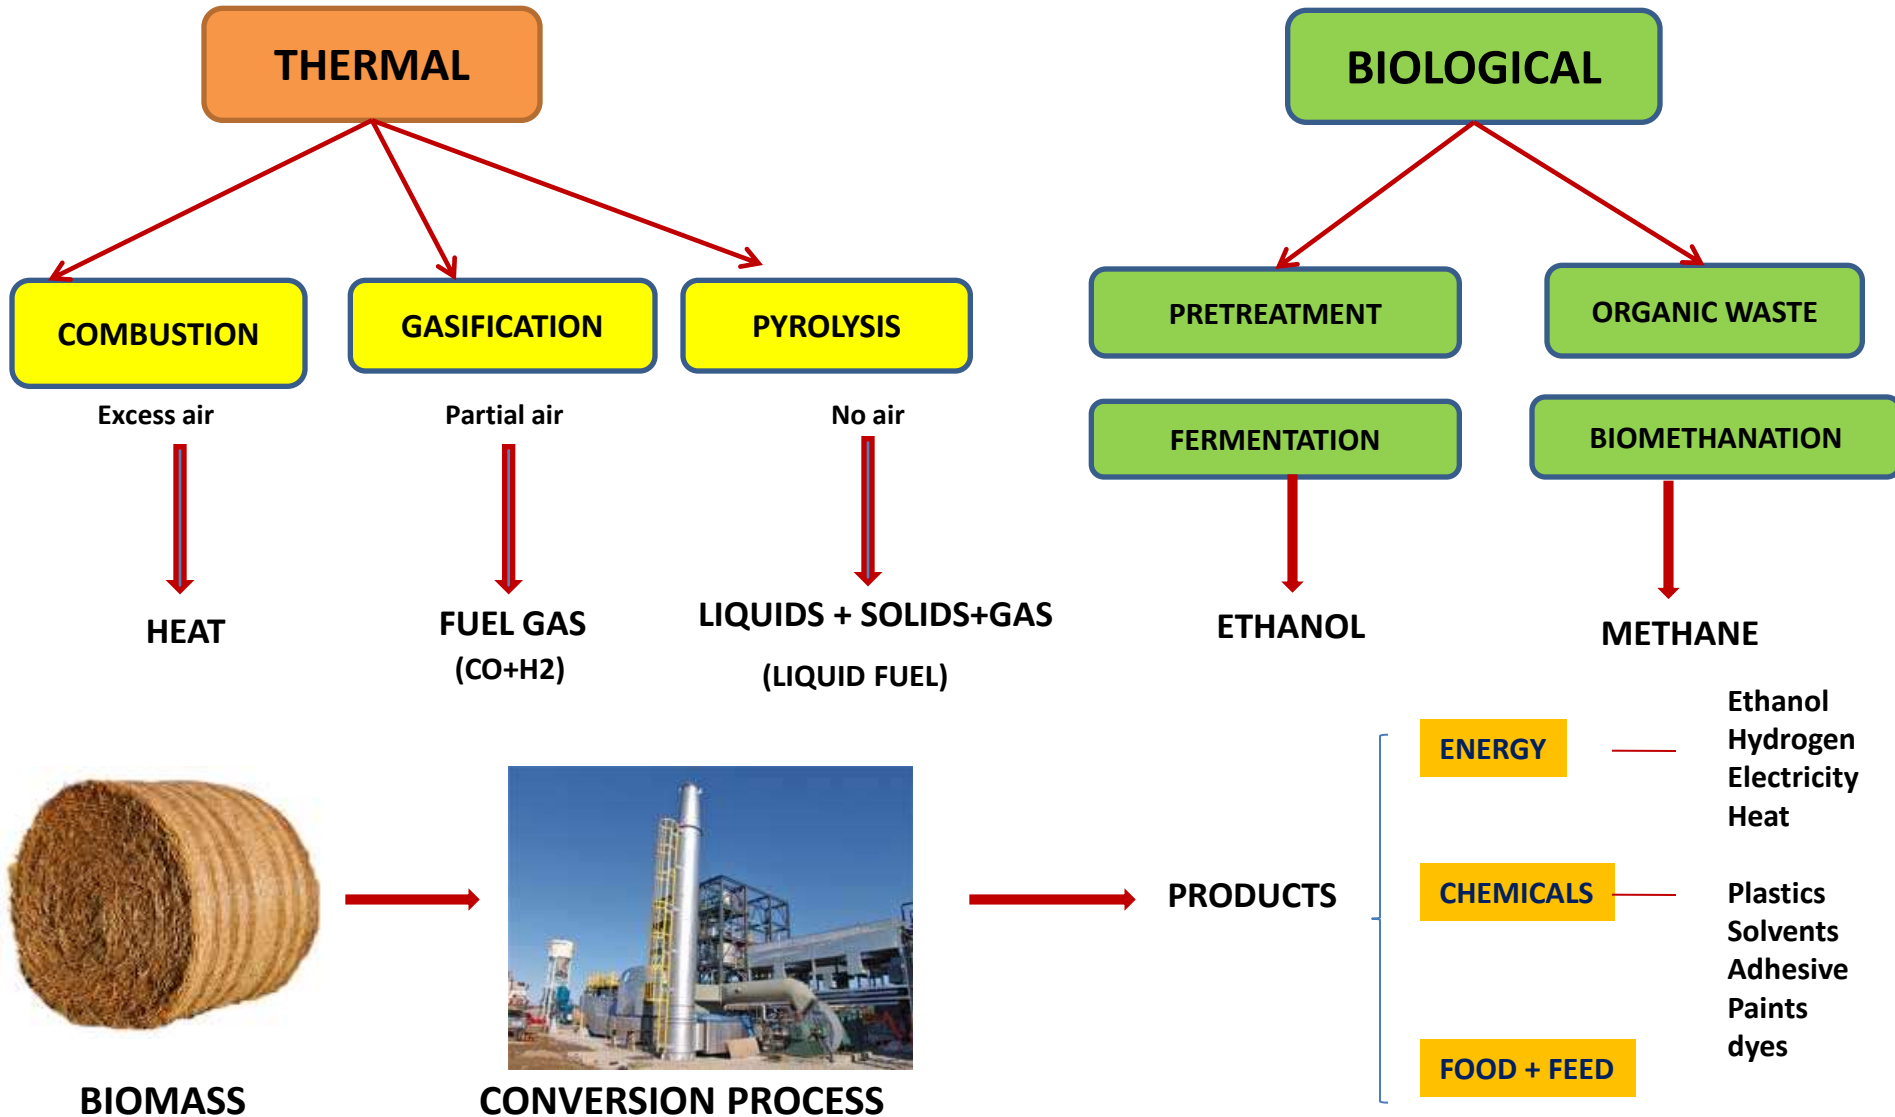 THERMAL
BIOLOGICAL
COMBUSTION
GASIFICATION
PYROLYSIS
PRETREATMENT
ORGANIC WASTE
Excess air
Partial air
No air
FERMENTATION
BIOMETHANATION
HEAT
FUEL GAS
(CO+H2)
LIQUIDS + SOLIDS+GAS
(LIQUID FUEL)
ETHANOL
METHANE
BIOMASS
CONVERSION PROCESS
PRODUCTS
ENERGY
Ethanol
Hydrogen
Electricity
Heat
CHEMICALS
Plastics
Solvents
Adhesive
Paints
dyes
FOOD + FEED